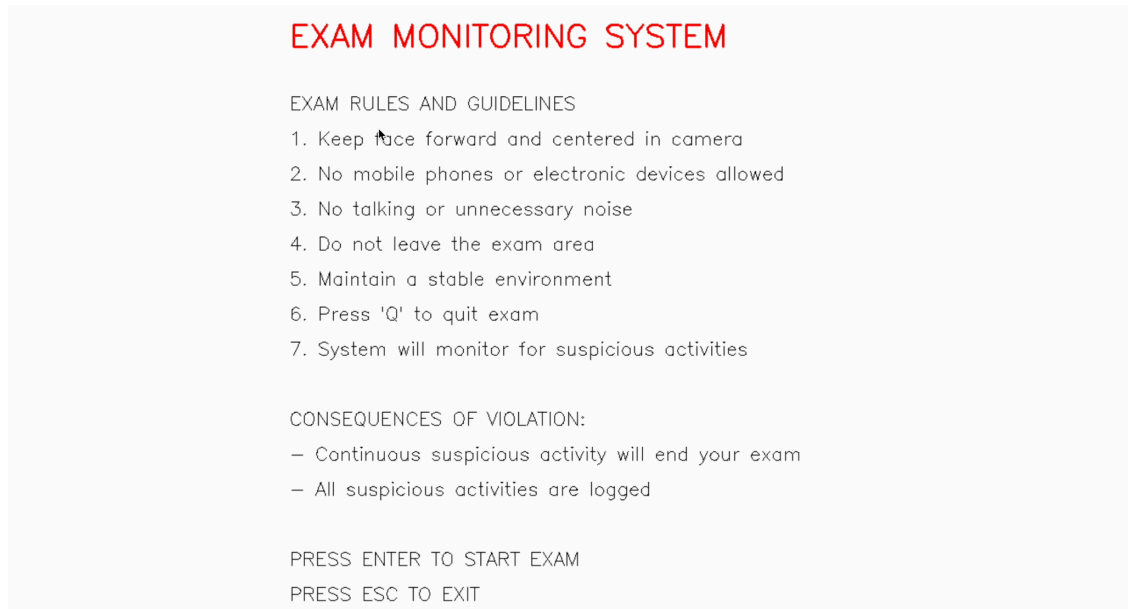 EXAM MONITORING SYSTEM
EXAM RULES AND GUIDELINES
1. Keep face forward and centered in camera
2. No mobile phones or electronic devices allowed
3. No talking or unnecessary noise
4. Do not leave the exam area
5. Maintain a stable environment
6. Press 'Q' to quit exam
7. System will monitor for suspicious activities
CONSEQUENCES OF VIOLATION:
– Continuous suspicious activity will end your exam
– All suspicious activities are logged
PRESS ENTER TO START EXAM
PRESS ESC TO EXIT